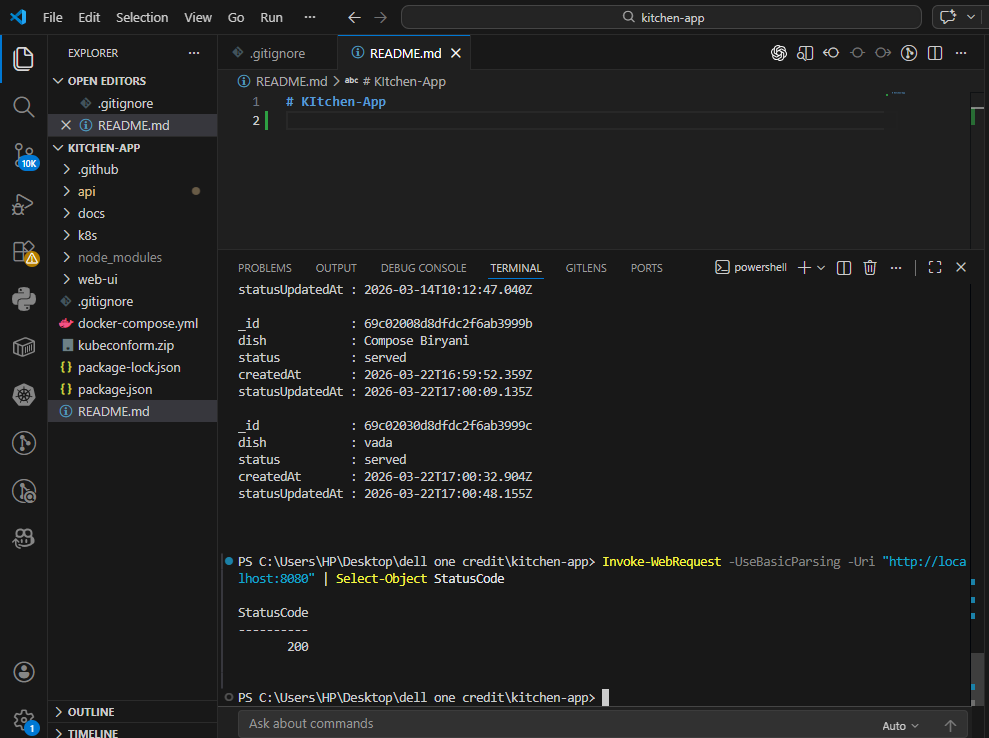 File Edit Selection View Go Run ··· kitchen-app
EXPLORER ···
OPEN EDITORS
.gitignore
README.md
KITCHEN-APP
.github
api
docs
k8s
node_modules
web-ui
.gitignore
docker-compose.yml
kubeconform.zip
package-lock.json
package.json
README.md
OUTLINE
TIMELINE
10K
1
.gitignore README.md
README.md > abc # KItchen-App
1 # KItchen-App
2
PROBLEMS OUTPUT DEBUG CONSOLE TERMINAL GITLENS PORTS powershell
statusUpdatedAt : 2026-03-14T10:12:47.040Z
_id : 69c02008d8dfdc2f6ab3999b
dish : Compose Biryani
status : served
createdAt : 2026-03-22T16:59:52.359Z
statusUpdatedAt : 2026-03-22T17:00:09.135Z
_id : 69c02030d8dfdc2f6ab3999c
dish : vada
status : served
createdAt : 2026-03-22T17:00:32.904Z
statusUpdatedAt : 2026-03-22T17:00:48.155Z
PS C:\Users\HP\Desktop\dell one credit\kitchen-app> Invoke-WebRequest -UseBasicParsing -Uri "http://loca
lhost:8080" | Select-Object StatusCode
StatusCode
----------
200
PS C:\Users\HP\Desktop\dell one credit\kitchen-app>
Ask about commands
Auto